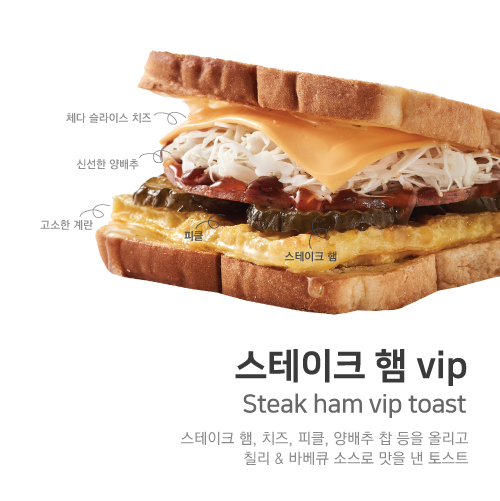 체다 슬라이스 치즈
신선한 양배추
고소한 계란
피클
스테이크 햄
스테이크 햄 vip
Steak ham vip toast
스테이크 햄, 치즈, 피클, 양배추 찹 등을 올리고
칠리 & 바베큐 소스로 맛을 낸 토스트